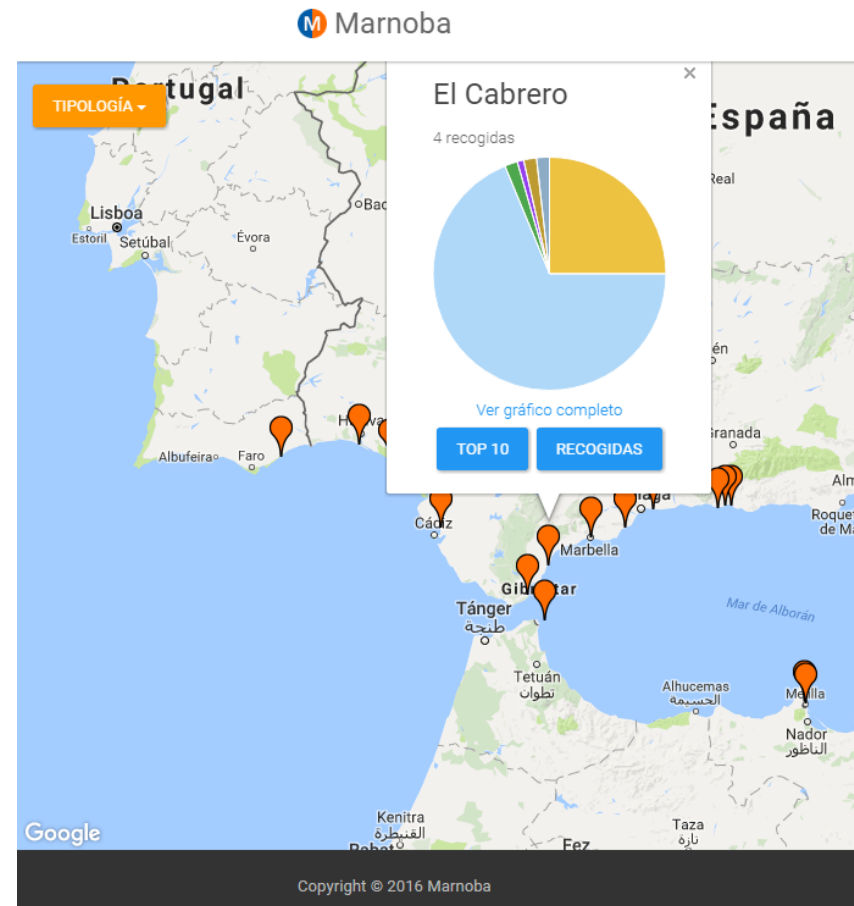 Marnoba
TIPOLOGÍA
Portugal
El Cabrero
×
4 recogidas
España
Real
Lisboa
Estoril
Setúbal
Évora
Ver gráfico completo
TOP 10
RECOGIDAS
Granada
Albufeira
Faro
Cádiz
Marbella
Gibraltar
Tánger
طنجة
Mar de Alborán
Tetuán
تطوان
Alhucemas
الحسيمة
Melilla
Nador
الناظور
Kenitra
القنيطرة
Taza
تازة
Fez
Google
Copyright © 2016 Marnoba